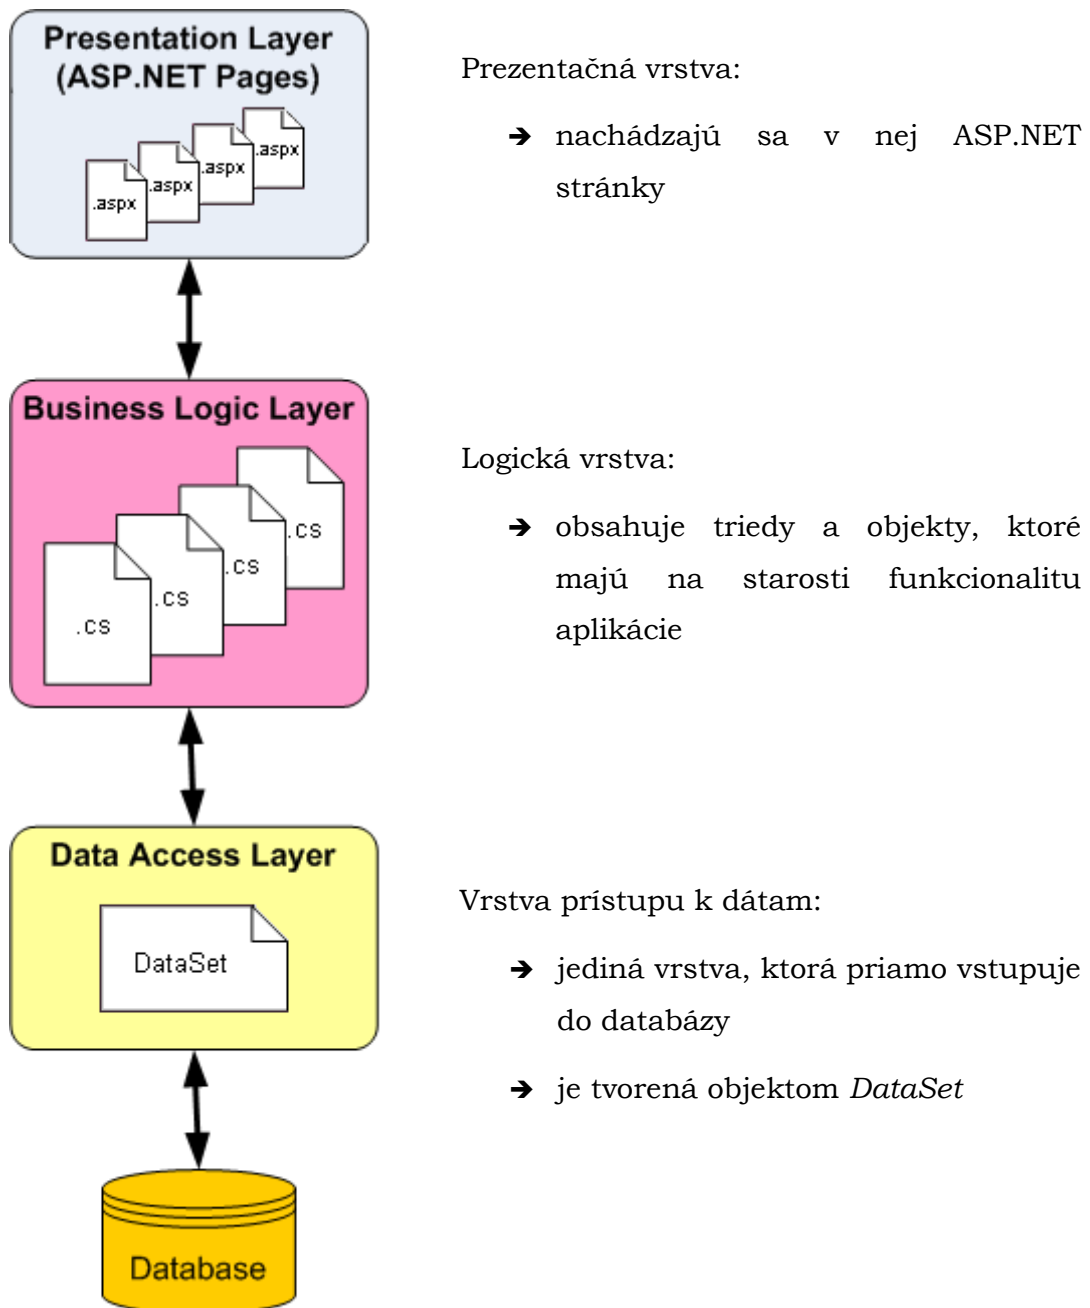 Presentation Layer
(ASP.NET Pages)
.aspx
.aspx
.aspx
.aspx
Prezentačná vrstva:
➔ nachádzajú sa v nej ASP.NET
stránky
Business Logic Layer
.cs
.cs
.cs
.cs
Logická vrstva:
➔ obsahuje triedy a objekty, ktoré
majú na starosti funkcionalitu
aplikácie
Data Access Layer
DataSet
Vrstva prístupu k dátam:
➔ jediná vrstva, ktorá priamo vstupuje
do databázy
➔ je tvorená objektom DataSet
Database